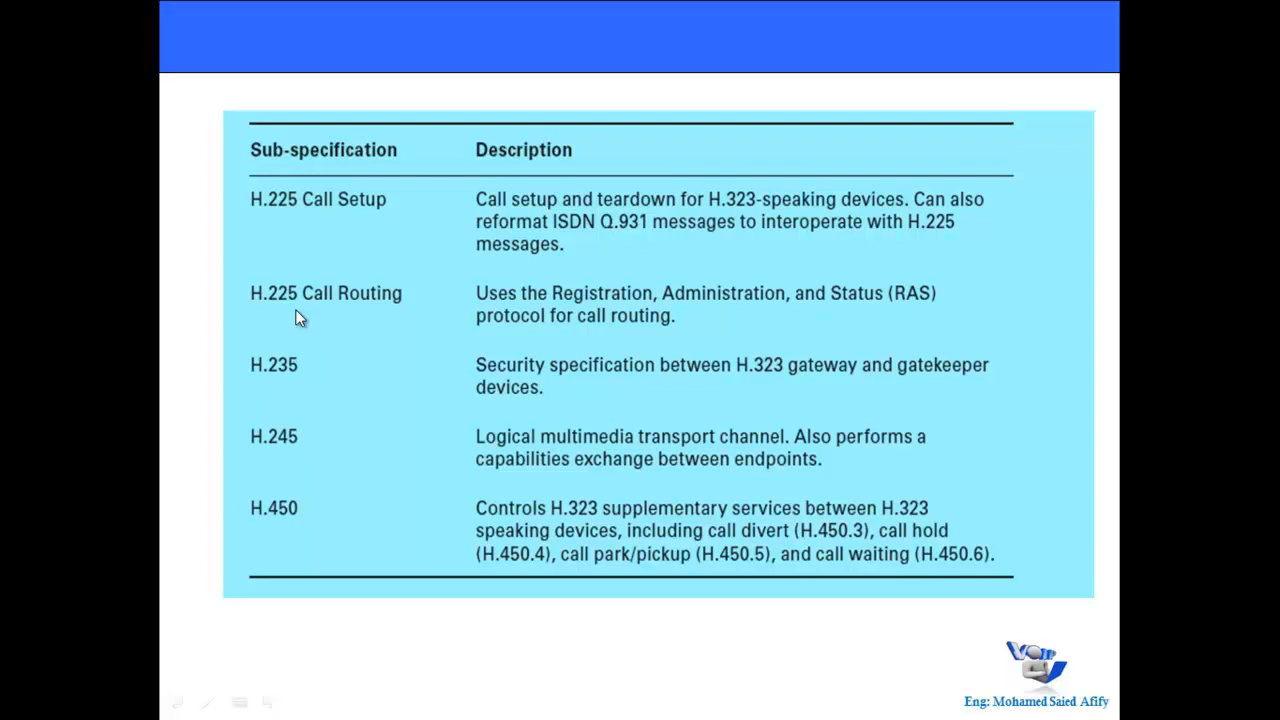 Sub-specification Description
H.225 Call Setup Call setup and teardown for H.323-speaking devices. Can also
reformat ISDN Q.931 messages to interoperate with H.225
messages.
H.225 Call Routing Uses the Registration, Administration, and Status (RAS)
protocol for call routing.
H.235 Security specification between H.323 gateway and gatekeeper
devices.
H.245 Logical multimedia transport channel. Also performs a
capabilities exchange between endpoints.
H.450 Controls H.323 supplementary services between H.323
speaking devices, including call divert (H.450.3), call hold
(H.450.4), call park/pickup (H.450.5), and call waiting (H.450.6).
Eng: Mohamed Saied Afify